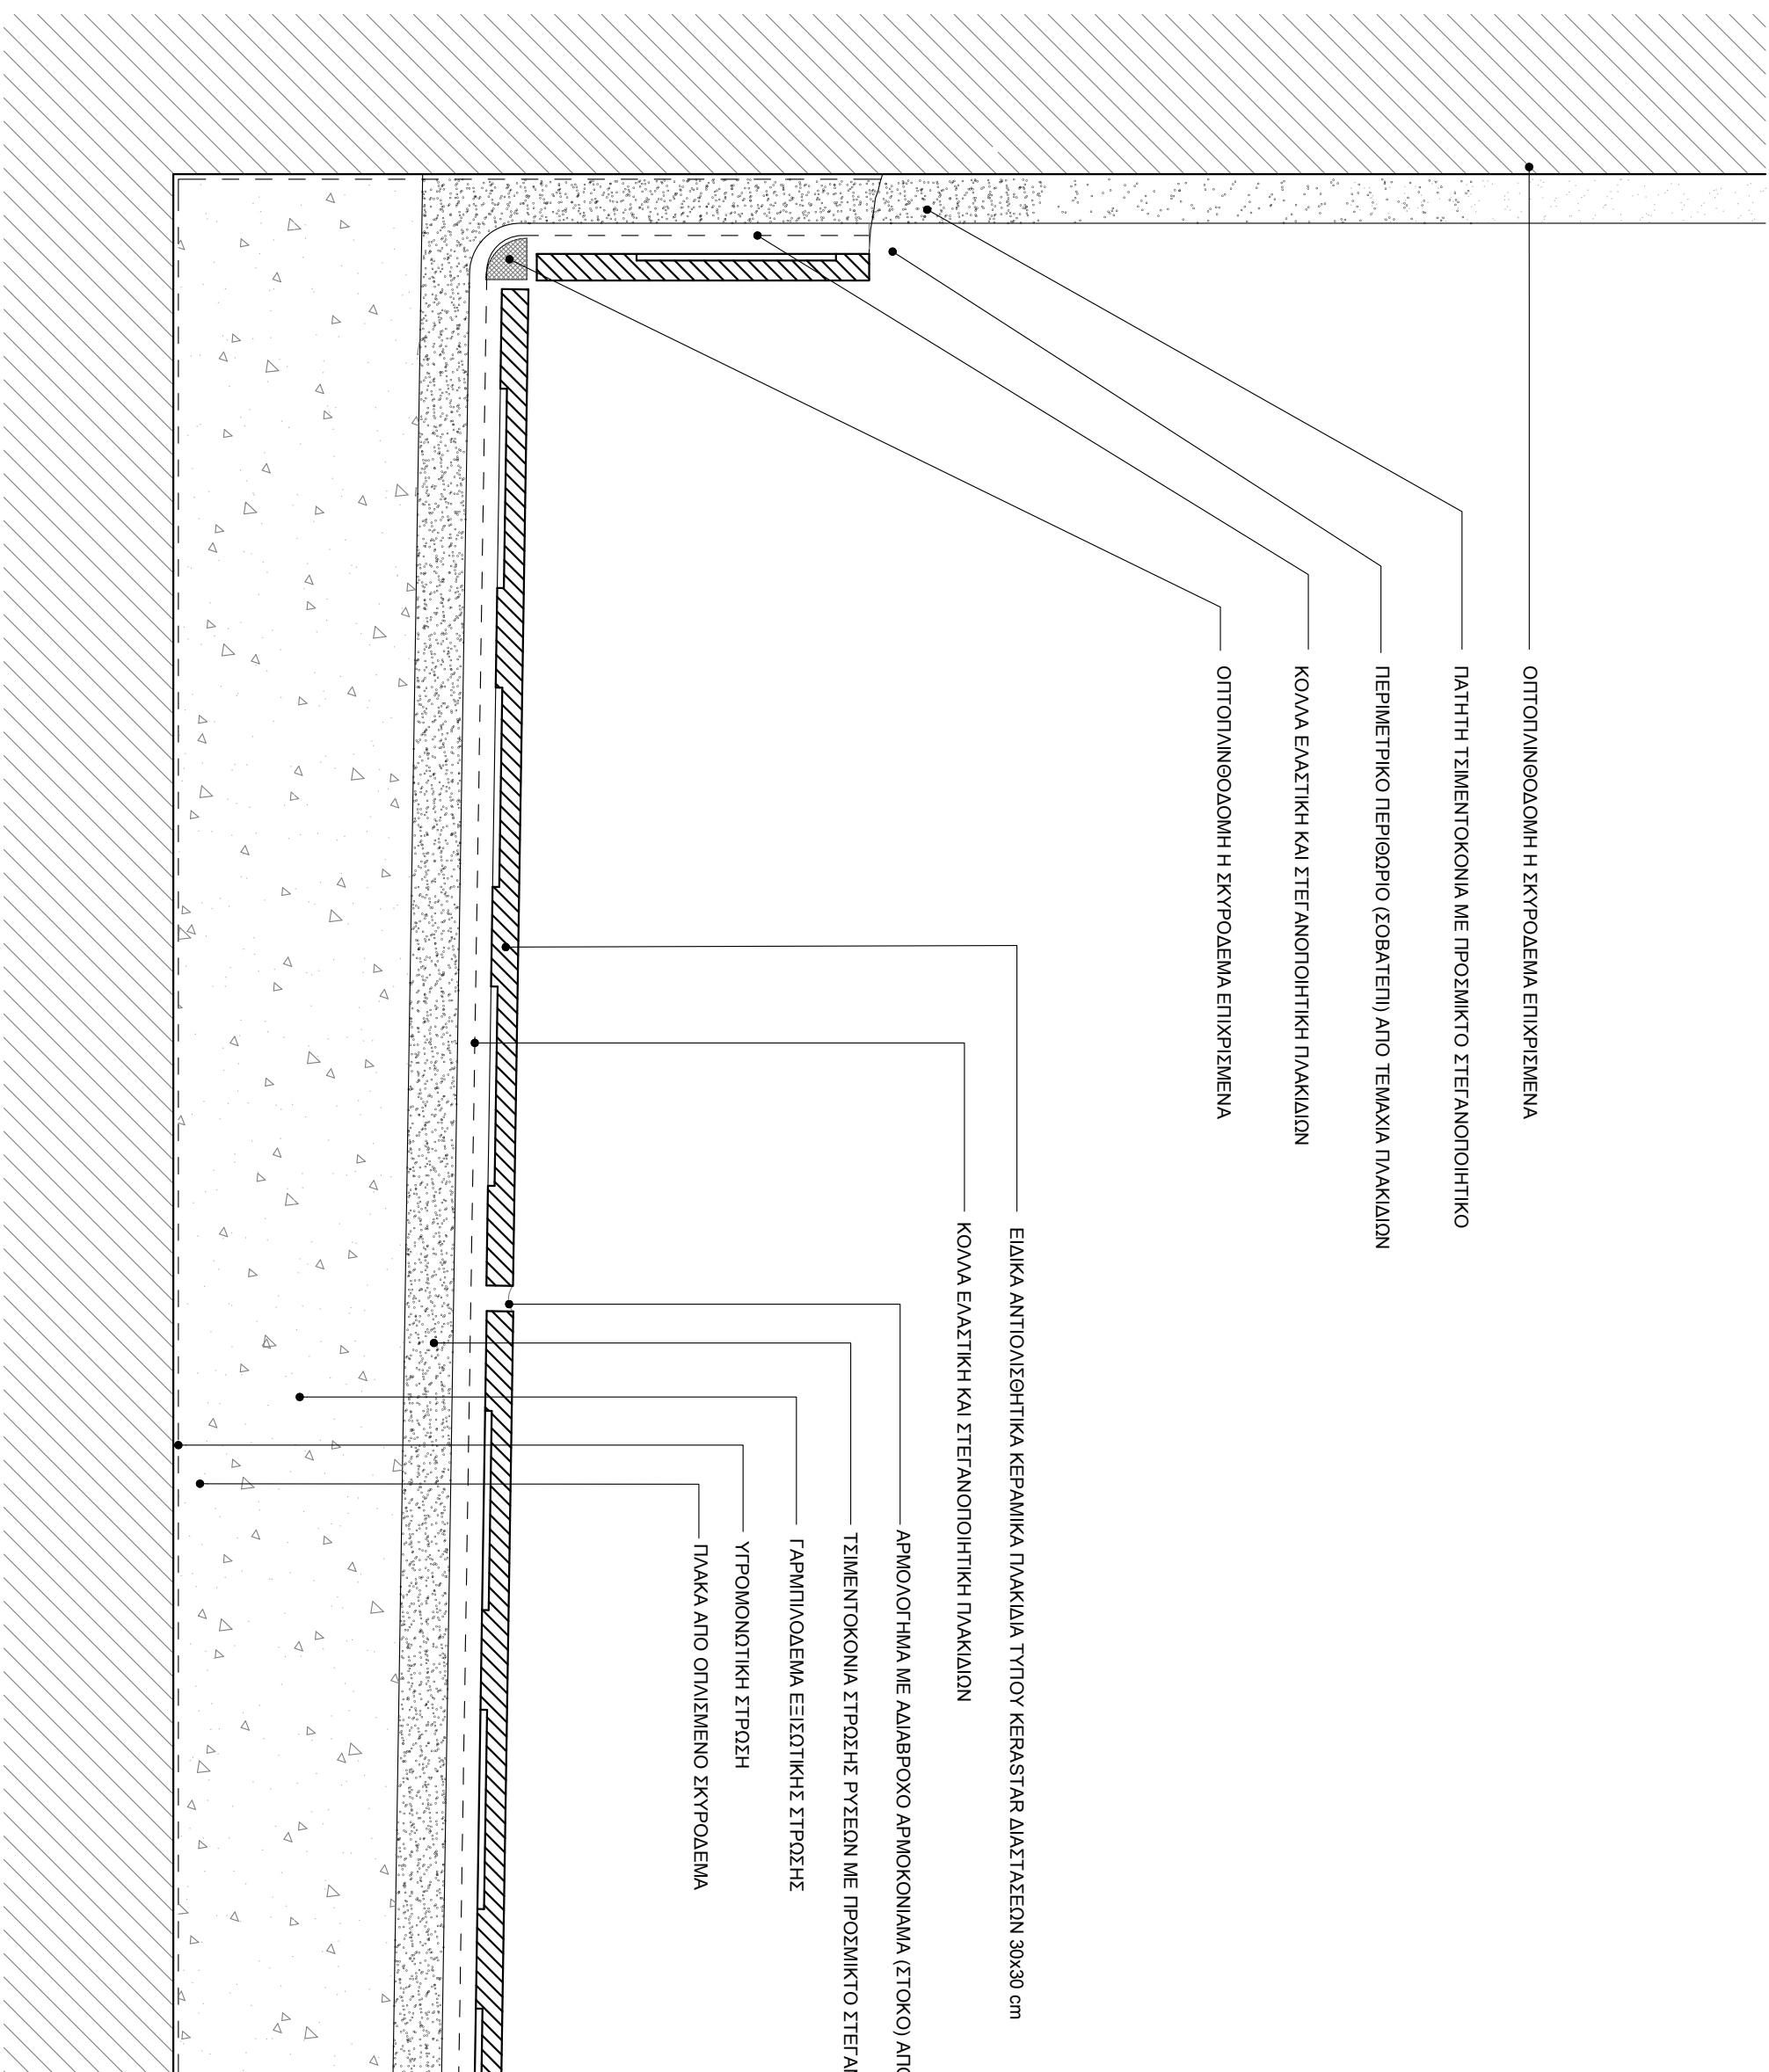 ΟΠΤΟΠΛΙΝΘΟΔΟΜΗ Η ΣΚΥΡΟΔΕΜΑ ΕΠΙΧΡΙΣΜΕΝΑ
ΠΑΤΗΤΗ ΤΣΙΜΕΝΤΟΚΟΝΙΑ ΜΕ ΠΡΟΣΜΙΚΤΟ ΣΤΕΓΑΝΟΠΟΙΗΤΙΚΟ
ΠΕΡΙΜΕΤΡΙΚΟ ΠΕΡΙΘΩΡΙΟ (ΣΟΒΑΤΕΠΙ) ΑΠΟ ΤΕΜΑΧΙΑ ΠΛΑΚΙΔΙΩΝ
ΚΟΛΛΑ ΕΛΑΣΤΙΚΗ ΚΑΙ ΣΤΕΓΑΝΟΠΟΙΗΤΙΚΗ ΠΛΑΚΙΔΙΩΝ
ΟΠΤΟΠΛΙΝΘΟΔΟΜΗ Η ΣΚΥΡΟΔΕΜΑ ΕΠΙΧΡΙΣΜΕΝΑ
ΕΙΔΙΚΑ ΑΝΤΙΟΛΙΣΘΗΤΙΚΑ ΚΕΡΑΜΙΚΑ ΠΛΑΚΙΔΙΑ ΤΥΠΟΥ KERASTAR ΔΙΑΣΤΑΣΕΩΝ 30x30 cm
ΚΟΛΛΑ ΕΛΑΣΤΙΚΗ ΚΑΙ ΣΤΕΓΑΝΟΠΟΙΗΤΙΚΗ ΠΛΑΚΙΔΙΩΝ
ΑΡΜΟΛΟΓΗΜΑ ΜΕ ΑΔΙΑΒΡΟΧΟ ΑΡΜΟΚΟΝΙΑΜΑ (ΣΤΟΚΟ) ΑΠΟ
ΤΣΙΜΕΝΤΟΚΟΝΙΑ ΣΤΡΩΣΗΣ ΡΥΣΕΩΝ ΜΕ ΠΡΟΣΜΙΚΤΟ
ΓΑΡΜΠΙΛΟΔΕΜΑ ΕΞΙΣΩΤΙΚΗΣ ΣΤΡΩΣΗΣ
ΥΓΡΟΜΟΝΩΤΙΚΗ ΣΤΡΩΣΗ
ΠΛΑΚΑ ΑΠΟ ΟΠΛΙΣΜΕΝΟ ΣΚΥΡΟΔΕΜΑ